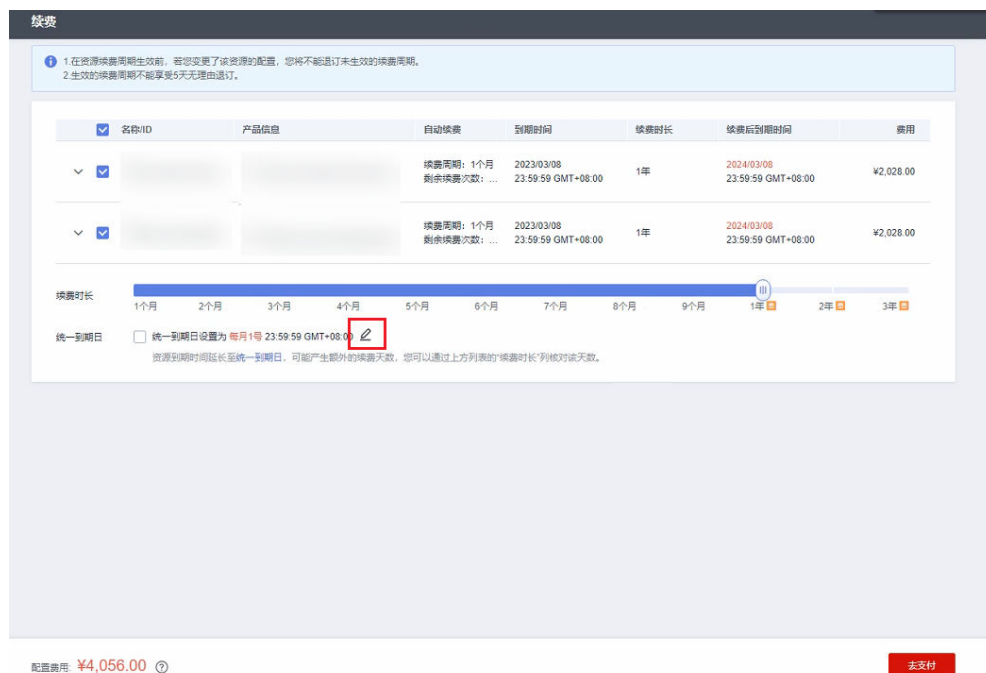 续费
1.在资源续费周期生效前，若您变更了该资源的配置，您将不能退订未生效的续费周期。
2.生效的续费周期不能享受5天无理由退订。
名称/ID 产品信息 自动续费 到期时间 续费时长 续费后到期时间 费用
续费周期：1个月 2023/03/08 1年 2024/03/08 ¥2,028.00
剩余续费次数：... 23:59:59 GMT+08:00 23:59:59 GMT+08:00
续费周期：1个月 2023/03/08 1年 2024/03/08 ¥2,028.00
剩余续费次数：... 23:59:59 GMT+08:00 23:59:59 GMT+08:00
续费时长
1个月 2个月 3个月 4个月 5个月 6个月 7个月 8个月 9个月 1年 2年 3年
统一到期日 统一到期日设置为 每月1号 23:59:59 GMT+08:00
资源到期时间延长至统一到期日，可能产生额外的续费天数，您可以通过上方列表的“续费时长”列核对该天数。
配置费用: ¥4,056.00 去支付